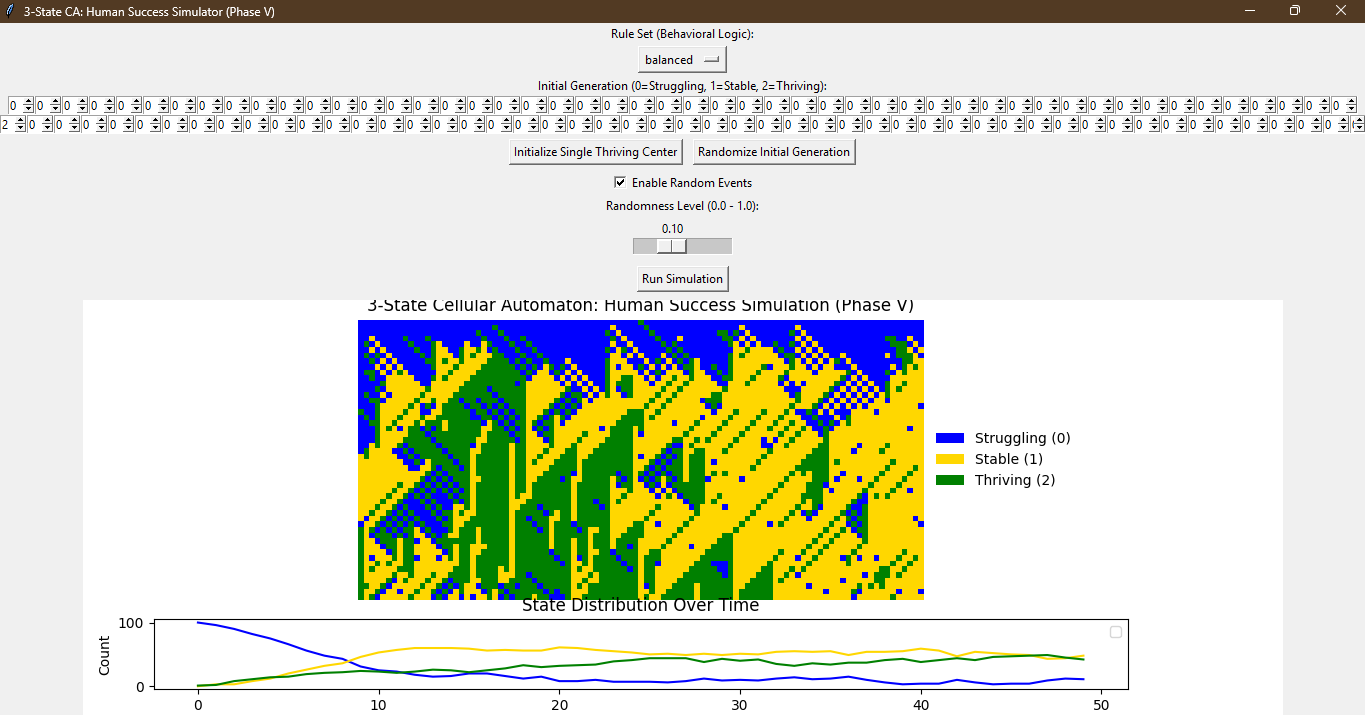 3-State CA: Human Success Simulator (Phase V)
Rule Set (Behavioral Logic):
balanced
Initial Generation (0=Struggling, 1=Stable, 2=Thriving):
0 0 0 0 0 0 0 0 0 0 0 0 0 0 0 0 0 0 0 0 0 0 0 0 0 0 0 0 0 0 0 0 0 0 0 0 0 0 0 0 0 0 0 0 0 0 0 0 0 0
2 0 0 0 0 0 0 0 0 0 0 0 0 0 0 0 0 0 0 0 0 0 0 0 0 0 0 0 0 0 0 0 0 0 0 0 0 0 0 0 0 0 0 0 0 0 0 0 0 0
Initialize Single Thriving Center Randomize Initial Generation
Enable Random Events
Randomness Level (0.0 - 1.0):
0.10
Run Simulation
3-State Cellular Automaton: Human Success Simulation (Phase V)
Struggling (0)
Stable (1)
Thriving (2)
State Distribution Over Time
100
Count
0
0 10 20 30 40 50